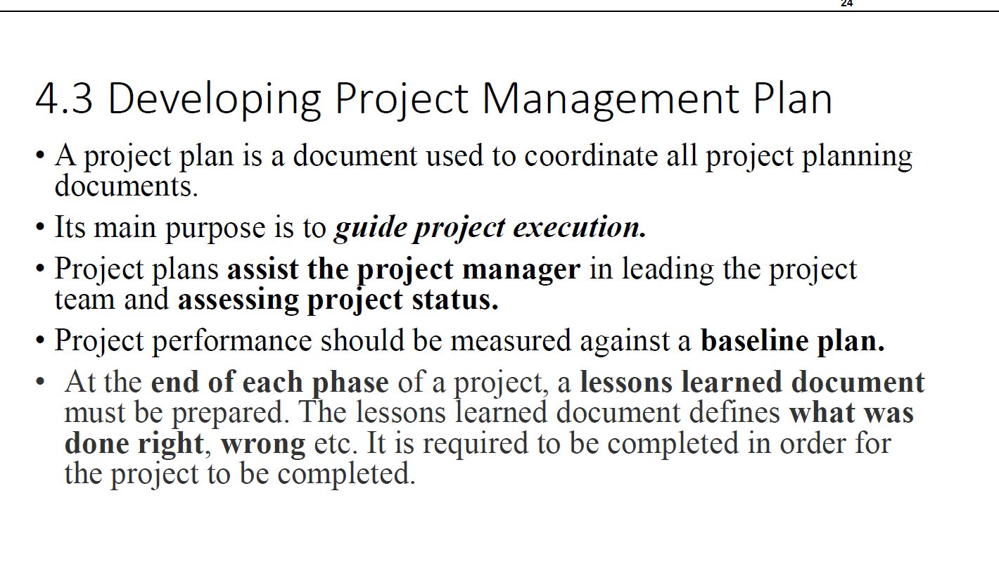 24
4.3 Developing Project Management Plan
• A project plan is a document used to coordinate all project planning
documents.
• Its main purpose is to guide project execution.
• Project plans assist the project manager in leading the project
team and assessing project status.
• Project performance should be measured against a baseline plan.
• At the end of each phase of a project, a lessons learned document
must be prepared. The lessons learned document defines what was
done right, wrong etc. It is required to be completed in order for
the project to be completed.